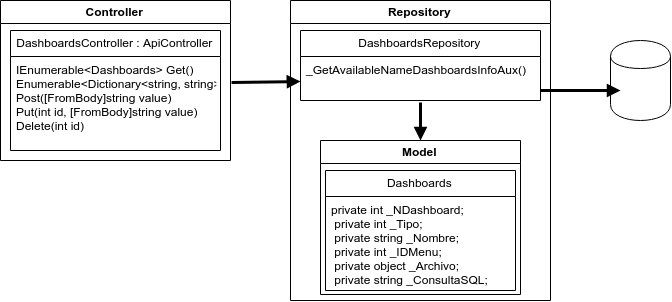 Controller
DashboardsController : ApiController
IEnumerable<Dashboards> Get()
Enumerable<Dictionary<string, string>
Post([FromBody]string value)
Put(int id, [FromBody]string value)
Delete(int id)
Repository
DashboardsRepository
_GetAvailableNameDashboardsInfoAux()
Model
Dashboards
private int _NDashboard;
private int _Tipo;
private string _Nombre;
private int _IDMenu;
private object _Archivo;
private string _ConsultaSQL;